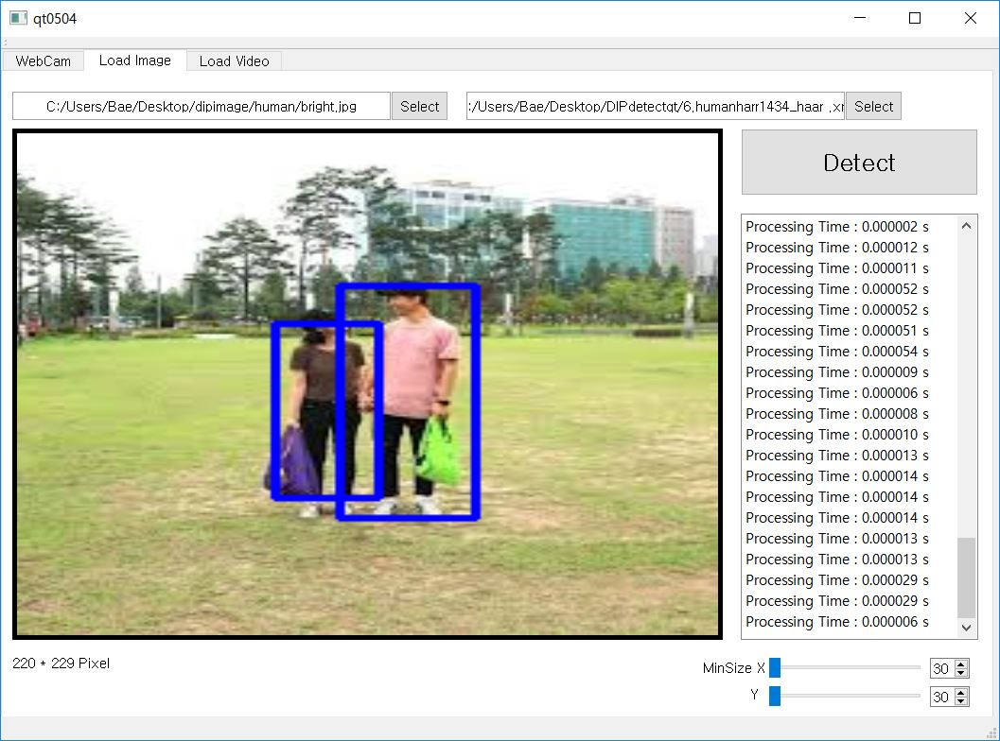 qt0504
WebCam
Load Image
Load Video
C:/Users/Bae/Desktop/dipimage/human/bright.jpg
Select
:/Users/Bae/Desktop/DIPdetectqt/6.humanharr1434_haar .xr
Select
Detect
Processing Time : 0.000002 s
Processing Time : 0.000012 s
Processing Time : 0.000011 s
Processing Time : 0.000052 s
Processing Time : 0.000052 s
Processing Time : 0.000051 s
Processing Time : 0.000054 s
Processing Time : 0.000009 s
Processing Time : 0.000006 s
Processing Time : 0.000008 s
Processing Time : 0.000010 s
Processing Time : 0.000013 s
Processing Time : 0.000014 s
Processing Time : 0.000014 s
Processing Time : 0.000014 s
Processing Time : 0.000013 s
Processing Time : 0.000013 s
Processing Time : 0.000029 s
Processing Time : 0.000029 s
Processing Time : 0.000006 s
220 * 229 Pixel
MinSize X
30
Y
30